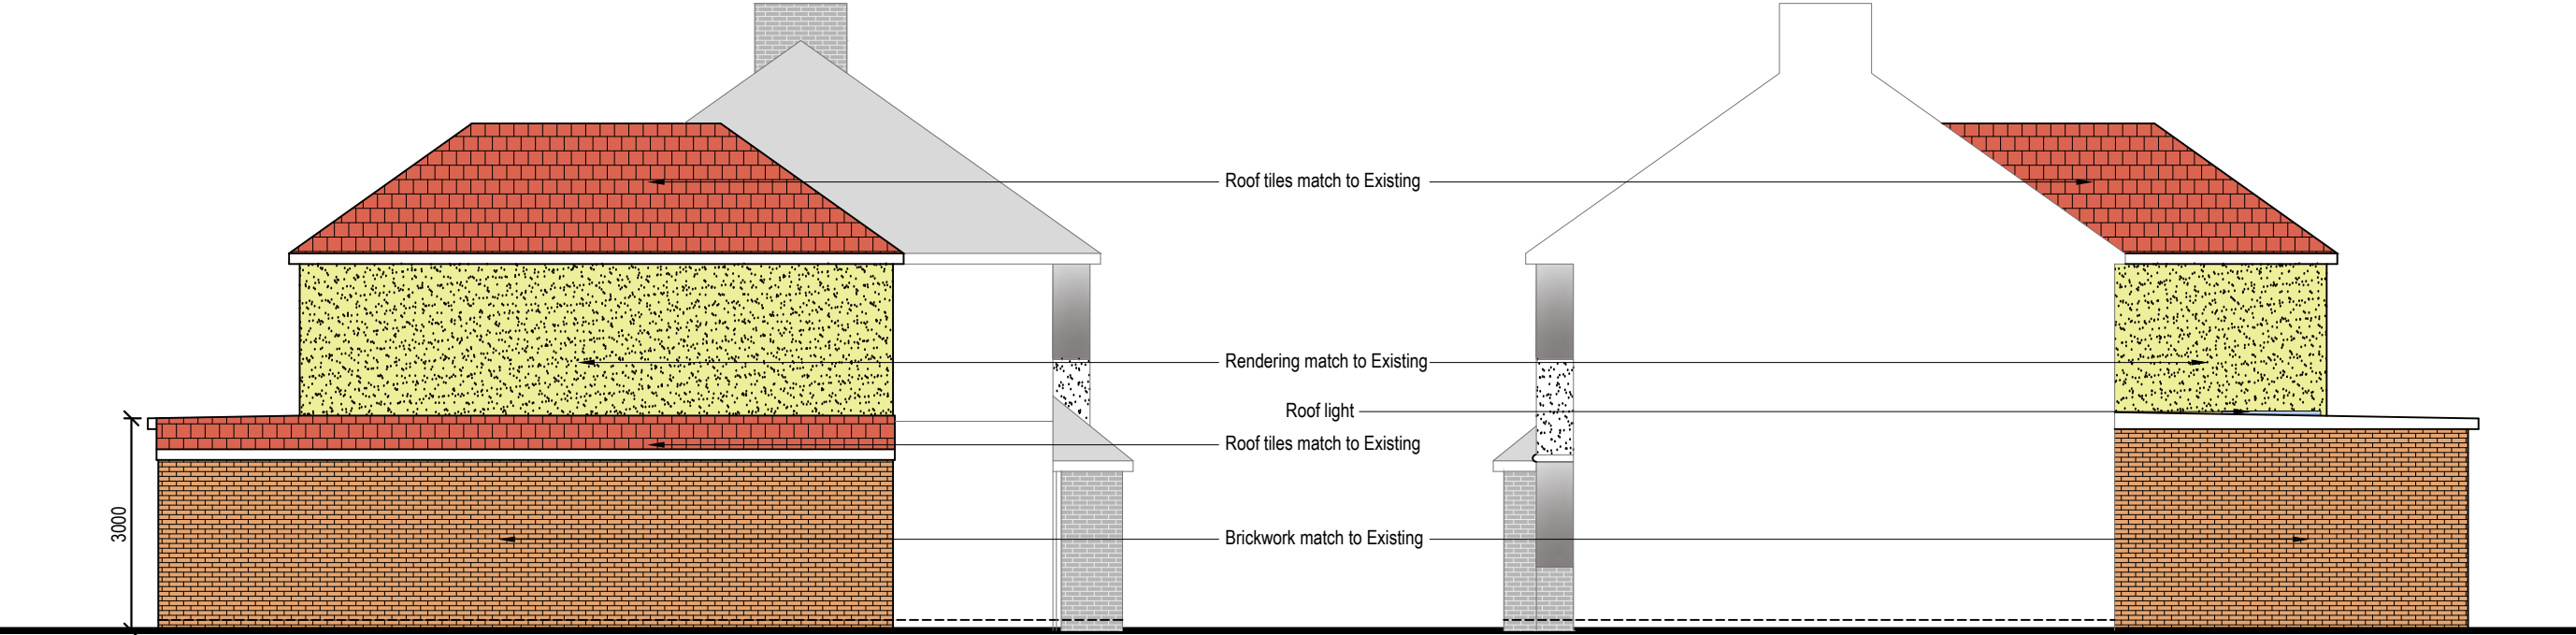 Roof tiles match to Existing
Rendering match to Existing
Roof light
Roof tiles match to Existing
3000
Brickwork match to Existing